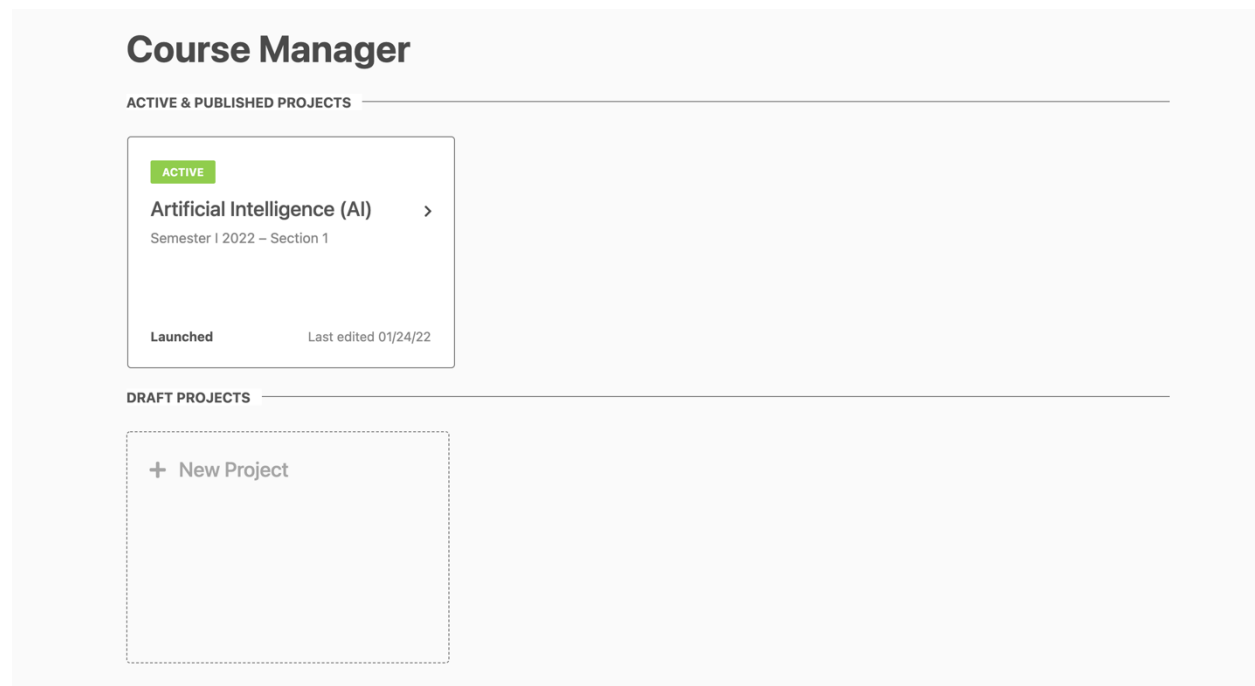 Course Manager
ACTIVE & PUBLISHED PROJECTS
ACTIVE
Artificial Intelligence (AI)
Semester I 2022 – Section 1
Launched Last edited 01/24/22
DRAFT PROJECTS
New Project